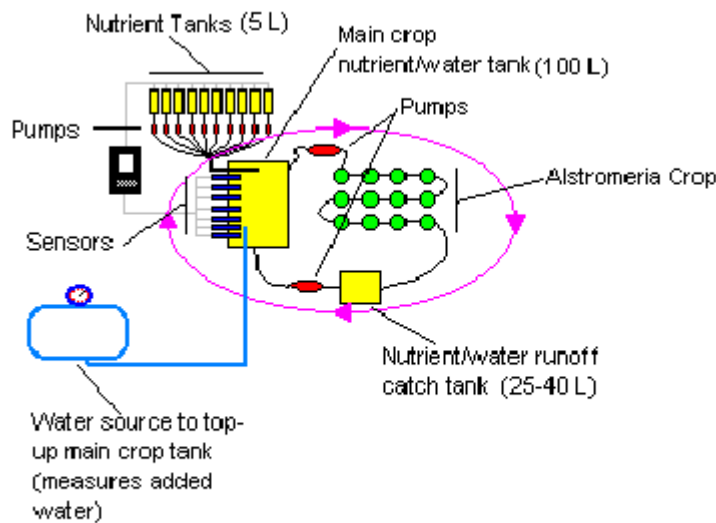 Nutrient Tanks (5 L)
Main crop
nutrient/water tank (100 L)
Pumps
Pumps
Alstromeria Crop
Sensors
Nutrient/water runoff
catch tank (25-40 L)
Water source to top-
up main crop tank
(measures added
water)